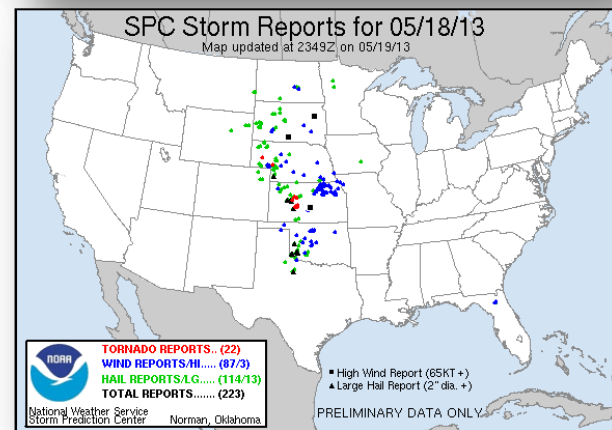 SPC Storm Reports for 05/18/13
Map updated at 2349Z on 05/19/13
NOAA
TORNADO REPORTS.. (22)
WIND REPORTS/HI..... (87/3)
HAIL REPORTS/LG..... (114/13)
TOTAL REPORTS....... (223)
National Weather Service
Storm Prediction Center Norman, Oklahoma
High Wind Report (65KT +)
Large Hail Report (2" dia. +)
PRELIMINARY DATA ONLY